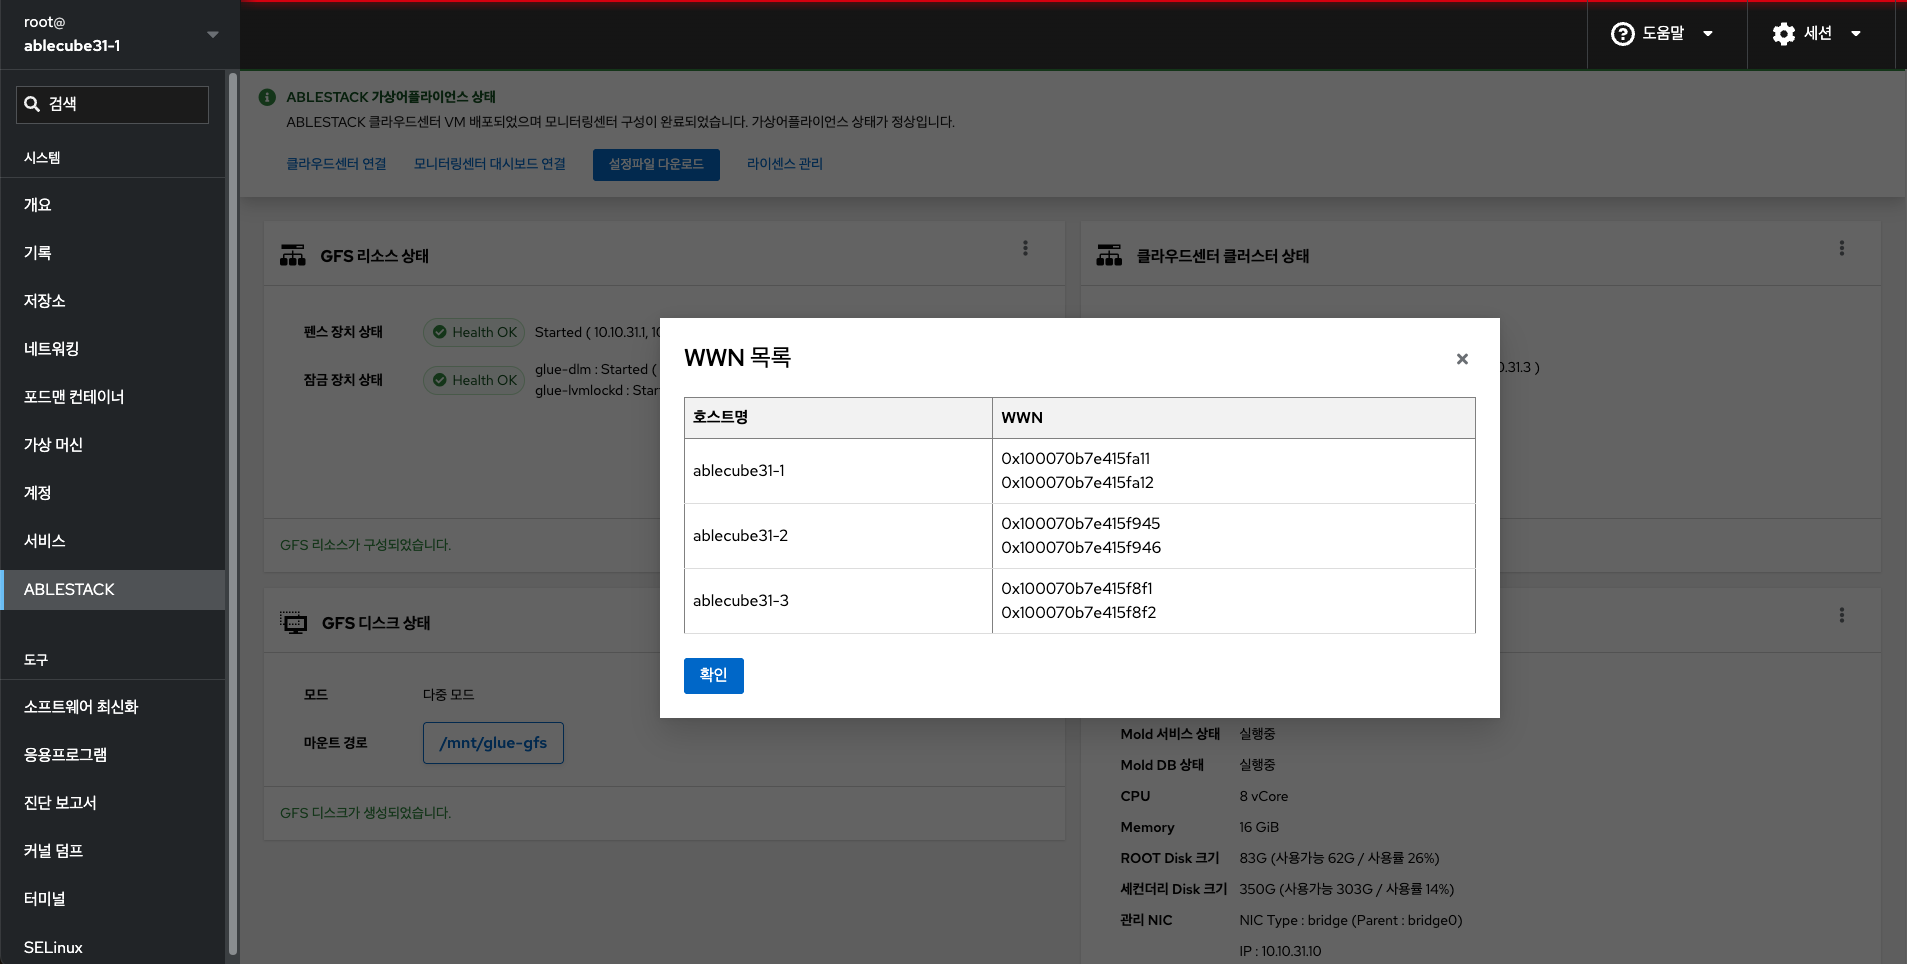 root@
ablecube31-1
도움말
세션
검색
시스템
개요
기록
저장소
네트워킹
포드맨 컨테이너
가상 머신
계정
서비스
ABLESTACK
도구
소프트웨어 최신화
응용프로그램
진단 보고서
커널 덤프
터미널
SELinux
ABLESTACK 가상어플라이언스 상태
ABLESTACK 클라우드센터 VM 배포되었으며 모니터링센터 구성이 완료되었습니다. 가상어플라이언스 상태가 정상입니다.
클라우드센터 연결
모니터링센터 대시보드 연결
설정파일 다운로드
라이센스 관리
GFS 리소스 상태
펜스 장치 상태
Health OK
Started ( 10.10.31.1,
잠금 장치 상태
Health OK
glue-dlm : Started (
glue-lvmlockd :
GFS 리소스가 구성되었습니다.
클라우드센터 클러스터 상태
.31.3 )
WWN 목록
호스트명
WWN
ablecube31-1
0x100070b7e415fa11
0x100070b7e415fa12
ablecube31-2
0x100070b7e415f945
0x100070b7e415f946
ablecube31-3
0x100070b7e415f8f1
0x100070b7e415f8f2
확인
GFS 디스크 상태
모드
다중 모드
마운트 경로
/mnt/glue-gfs
GFS 디스크가 생성되었습니다.
Mold 서비스 상태
실행중
Mold DB 상태
실행중
CPU
8 vCore
Memory
16 GiB
ROOT Disk 크기
83G (사용가능 62G / 사용률 26%)
세컨더리 Disk 크기
350G (사용가능 303G / 사용률 14%)
관리 NIC
NIC Type : bridge (Parent : bridge0)
IP : 10.10.31.10